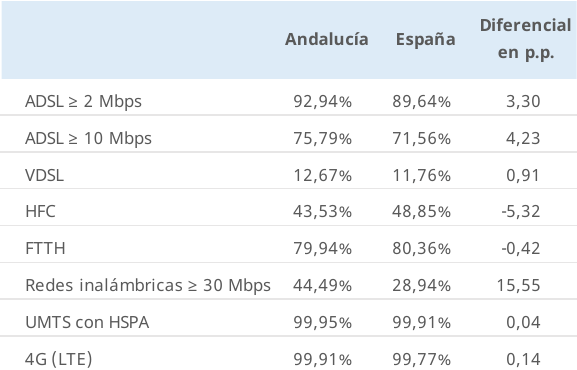 Andalucía España Diferencial en p.p.
ADSL ≥ 2 Mbps 92,94% 89,64% 3,30
ADSL ≥ 10 Mbps 75,79% 71,56% 4,23
VDSL 12,67% 11,76% 0,91
HFC 43,53% 48,85% -5,32
FTTH 79,94% 80,36% -0,42
Redes inalámbricas ≥ 30 Mbps 44,49% 28,94% 15,55
UMTS con HSPA 99,95% 99,91% 0,04
4G (LTE) 99,91% 99,77% 0,14